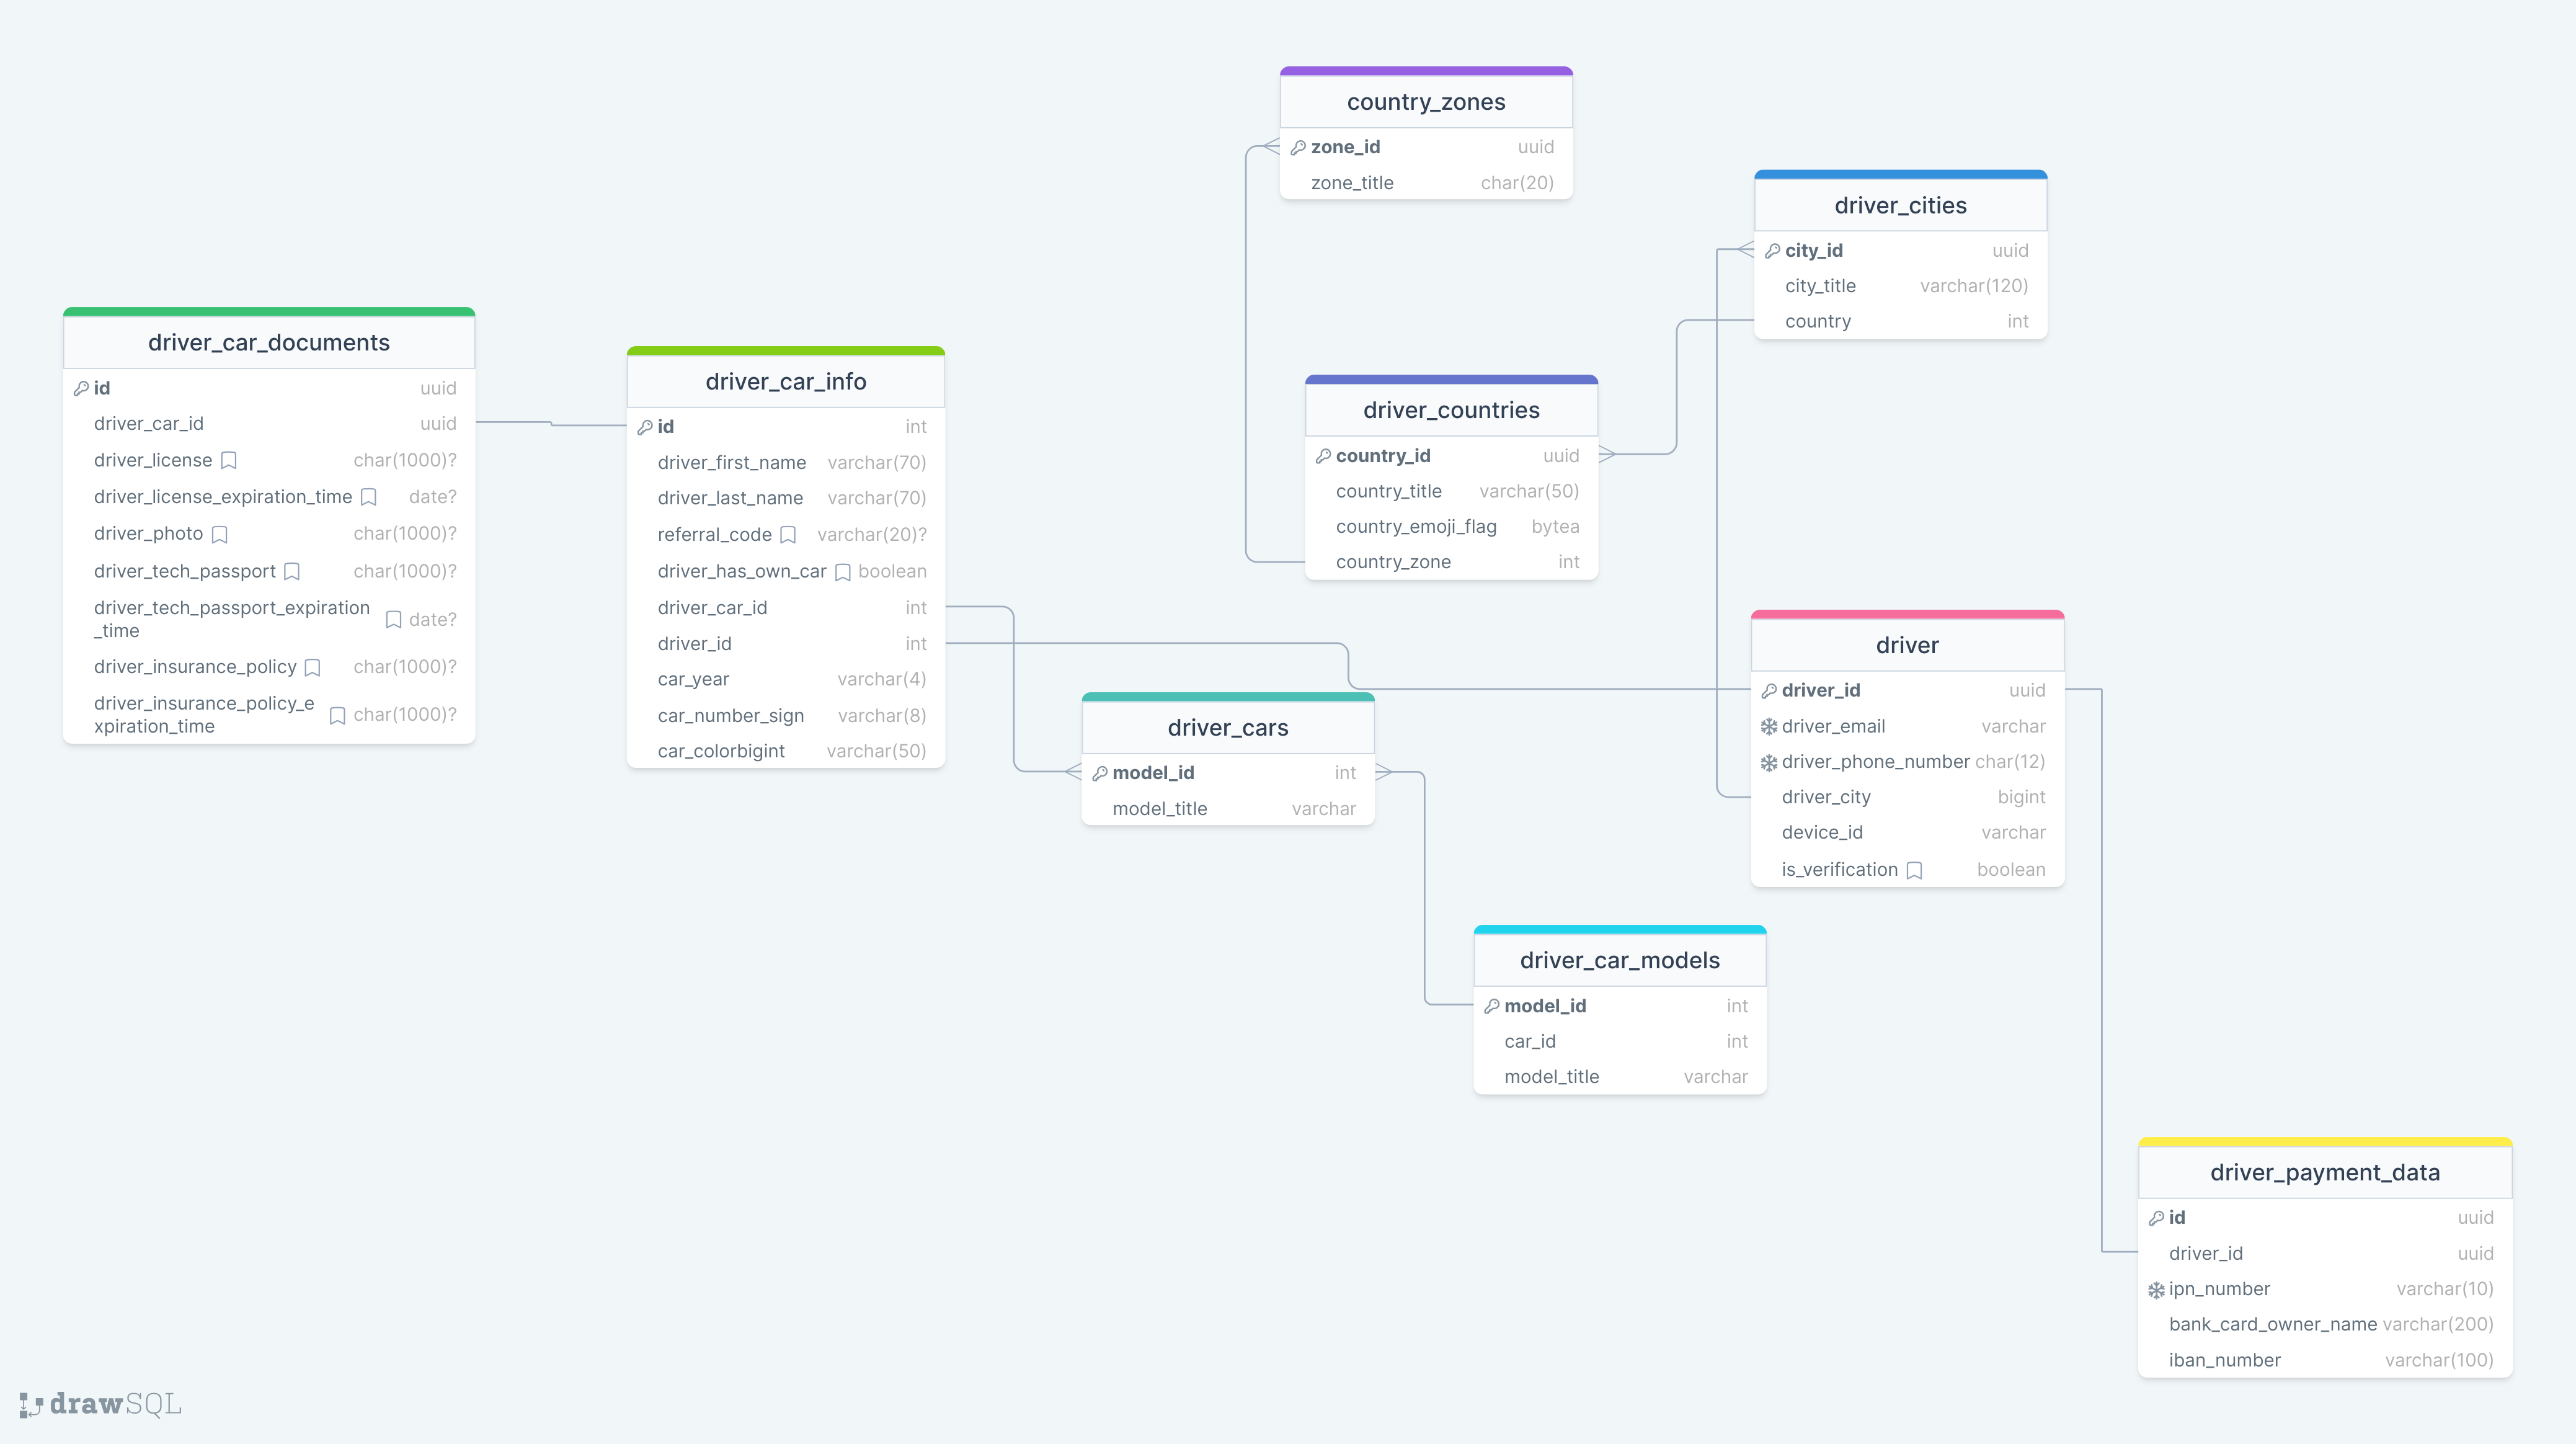 country_zones
zone_id uuid
zone_title char(20)
driver_cities
city_id uuid
city_title varchar(120)
country int
driver_car_documents
id uuid
driver_car_id uuid
driver_license char(1000)?
driver_license_expiration_time date?
driver_photo char(1000)?
driver_tech_passport char(1000)?
driver_tech_passport_expiration
_time date?
driver_insurance_policy char(1000)?
driver_insurance_policy_e
xpiration_time char(1000)?
driver_car_info
id int
driver_first_name varchar(70)
driver_last_name varchar(70)
referral_code varchar(20)?
driver_has_own_car boolean
driver_car_id int
driver_id int
car_year varchar(4)
car_number_sign varchar(8)
car_colorbigint varchar(50)
driver_countries
country_id uuid
country_title varchar(50)
country_emoji_flag bytea
country_zone int
driver
driver_id uuid
driver_email varchar
driver_phone_number char(12)
driver_city bigint
device_id varchar
is_verification boolean
driver_cars
model_id int
model_title varchar
driver_car_models
model_id int
car_id int
model_title varchar
driver_payment_data
id uuid
driver_id uuid
ipn_number varchar(10)
bank_card_owner_name varchar(200)
iban_number varchar(100)
drawSQL